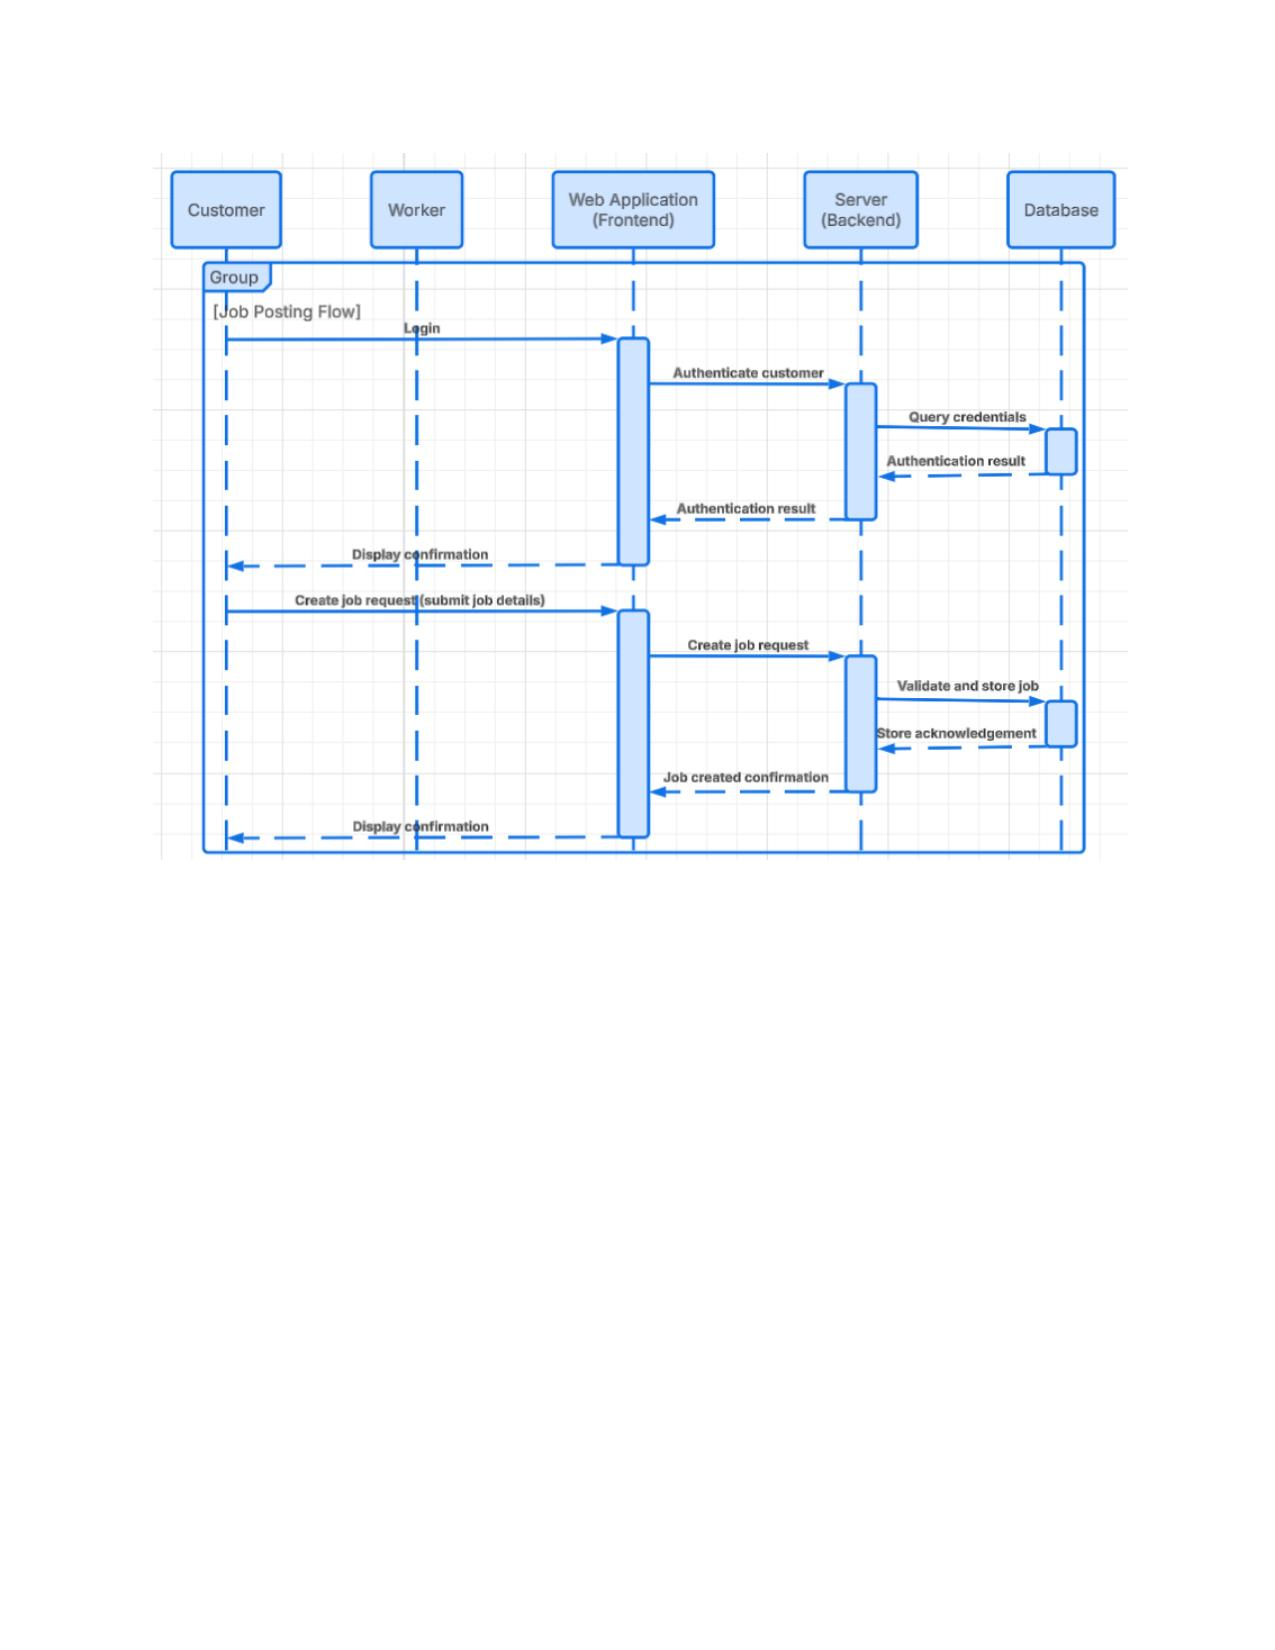 Customer
Worker
Web Application
(Frontend)
Server
(Backend)
Database
Group
[Job Posting Flow]
Login
Authenticate customer
Query credentials
Authentication result
Authentication result
Display confirmation
Create job request (submit job details)
Create job request
Validate and store job
Store acknowledgement
Job created confirmation
Display confirmation